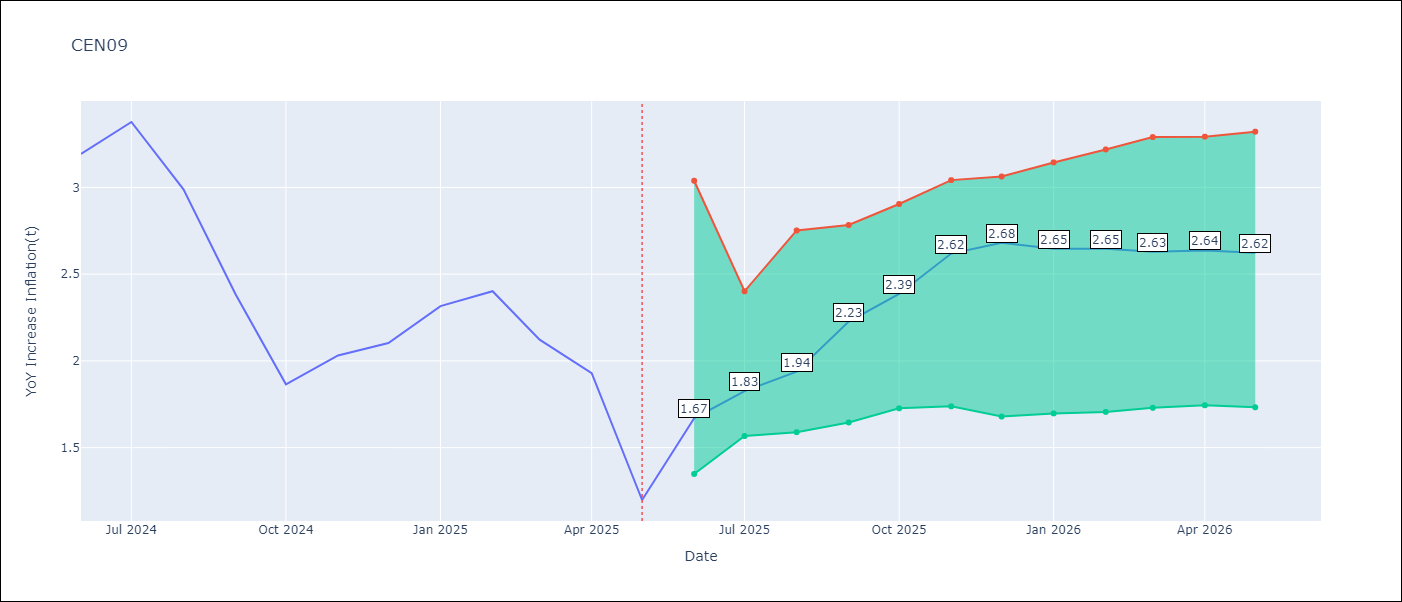 CEN09
YoY Increase Inflation(t)
3
2.5
2
1.5
1.67
1.83
1.94
2.23
2.39
2.62
2.68
2.65
2.65
2.63
2.64
2.62
Jul 2024
Oct 2024
Jan 2025
Apr 2025
Jul 2025
Oct 2025
Jan 2026
Apr 2026
Date